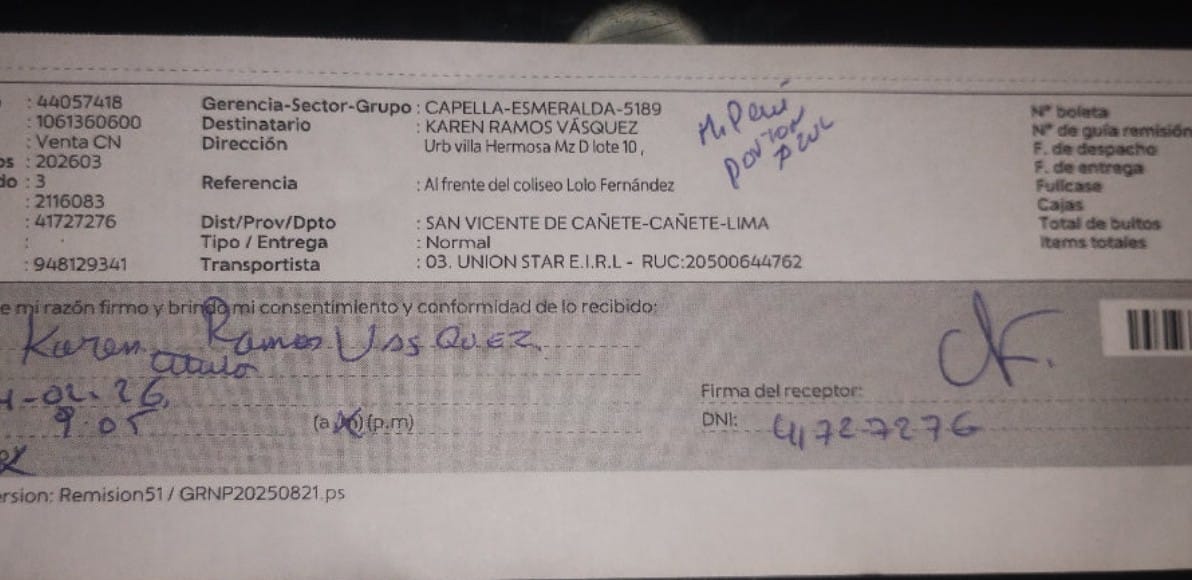 : 44057418 Gerencia-Sector-Grupo : CAPELLA-ESMERALDA-5189 Nº boleta
: 1061360600 Destinatario : KAREN RAMOS VÁSQUEZ Nº de guía remisión
: Venta CN Dirección Urb villa Hermosa Mz D lote 10 , F. de despacho
os : 202603 F. de entrega
do : 3 Referencia : Al frente del coliseo Lolo Fernández Fullcase
: 2116083 Cajas
: 41727276 Dist/Prov/Dpto : SAN VICENTE DE CAÑETE-CAÑETE-LIMA Total de bultos
: Tipo / Entrega : Normal Items totales
: 948129341 Transportista : 03. UNION STAR E.I.R.L - RUC:20500644762
Perú
PORTON
AZUL
e mi razón firmo y brindo mi consentimiento y conformidad de lo recibido:
Karen Ramos VASQUEZ
titular
-02-26
9:05 (a.m)(p.m)
Firma del receptor:
DNI: 41727276
ersion: Remision51 / GRNP20250821.ps